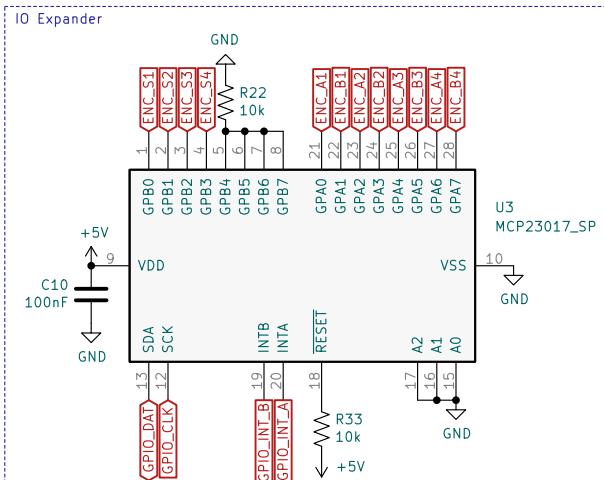 IO Expander
GND
ENC_S1
ENC_S2
ENC_S3
ENC_S4
R22
10k
ENC_A1
ENC_B1
ENC_A2
ENC_B2
ENC_A3
ENC_B3
ENC_A4
ENC_B4
1
2
3
4
5
6
7
8
21
22
23
24
25
26
27
28
GPB0
GPB1
GPB2
GPB3
GPB4
GPB5
GPB6
GPB7
GPA0
GPA1
GPA2
GPA3
GPA4
GPA5
GPA6
GPA7
U3
MCP23017_SP
+5V
9
VDD
VSS
10
C10
100nF
GND
GND
SDA
SCK
INTB
INTA
RESET
A2
A1
A0
13
12
19
20
18
17
16
15
GPIO_DAT
GPIO_CLK
GPIO_INT_B
GPIO_INT_A
R33
10k
GND
+5V